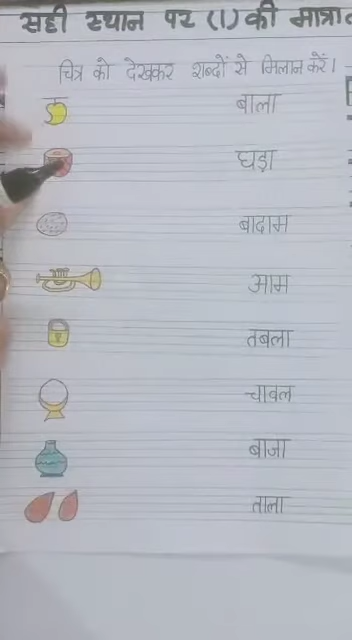 सही स्थान पर (ा) की मात्रा
चित्र को देखकर शब्दों से मिलान करें।
बाला
घड़ा
बादाम
आम
तबला
चावल
बाजा
ताला